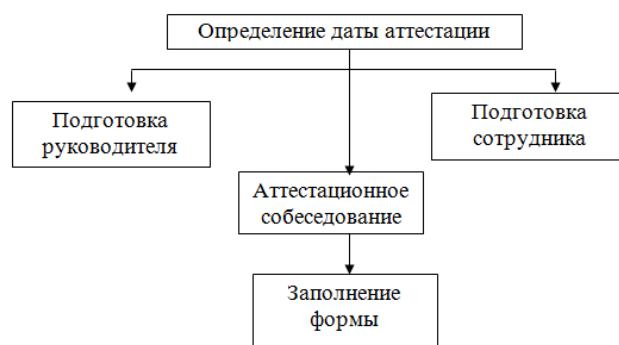 Определение даты аттестации
Подготовка
руководителя
Подготовка
сотрудника
Аттестационное
собеседование
Заполнение
формы